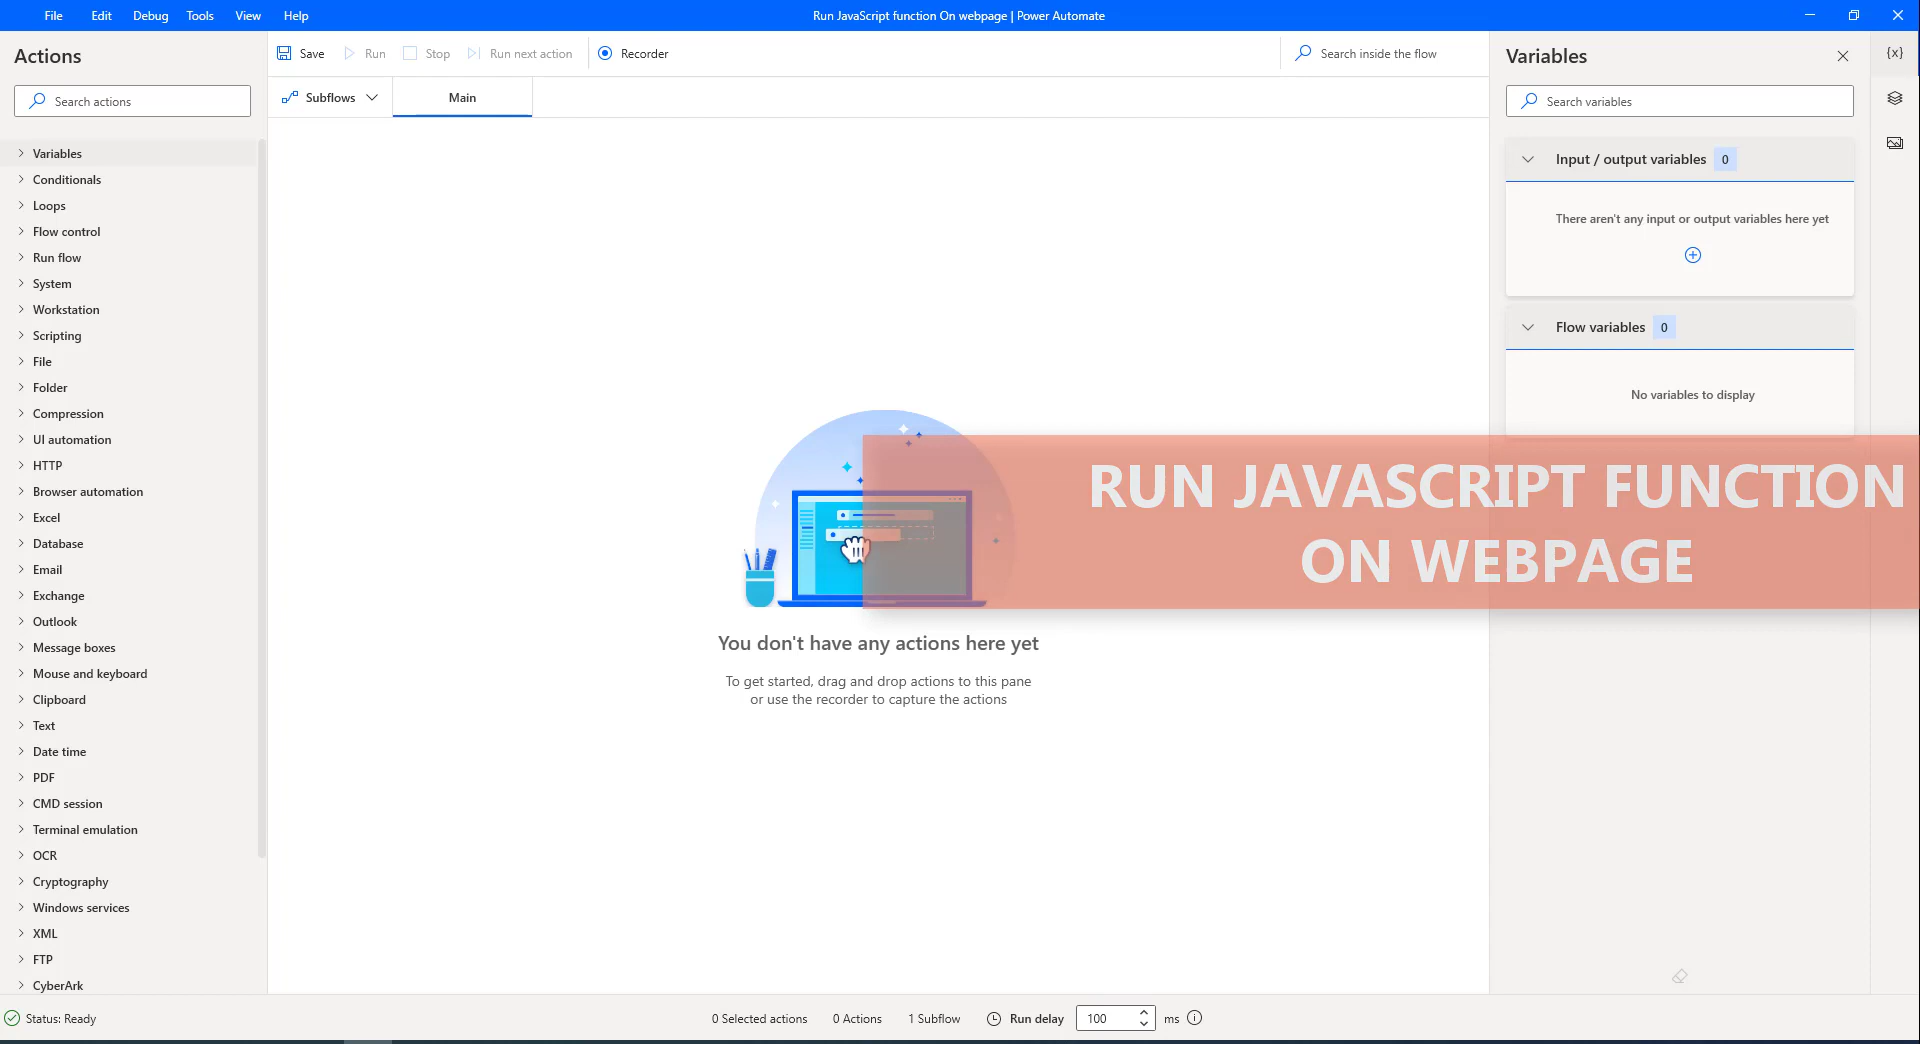 File Edit Debug Tools View Help
Run JavaScript function On webpage | Power Automate
Actions
Search actions
Variables
Conditionals
Loops
Flow control
Run flow
System
Workstation
Scripting
File
Folder
Compression
UI automation
HTTP
Browser automation
Excel
Database
Email
Exchange
Outlook
Message boxes
Mouse and keyboard
Clipboard
Text
Date time
PDF
CMD session
Terminal emulation
OCR
Cryptography
Windows services
XML
FTP
CyberArk
Save Run Stop Run next action Recorder
Search inside the flow
Subflows Main
You don't have any actions here yet
To get started, drag and drop actions to this pane
or use the recorder to capture the actions
Variables
{x}
Search variables
Input / output variables 0
There aren't any input or output variables here yet
Flow variables 0
No variables to display
RUN JAVASCRIPT FUNCTION
ON WEBPAGE
Status: Ready
0 Selected actions 0 Actions 1 Subflow Run delay 100 ms